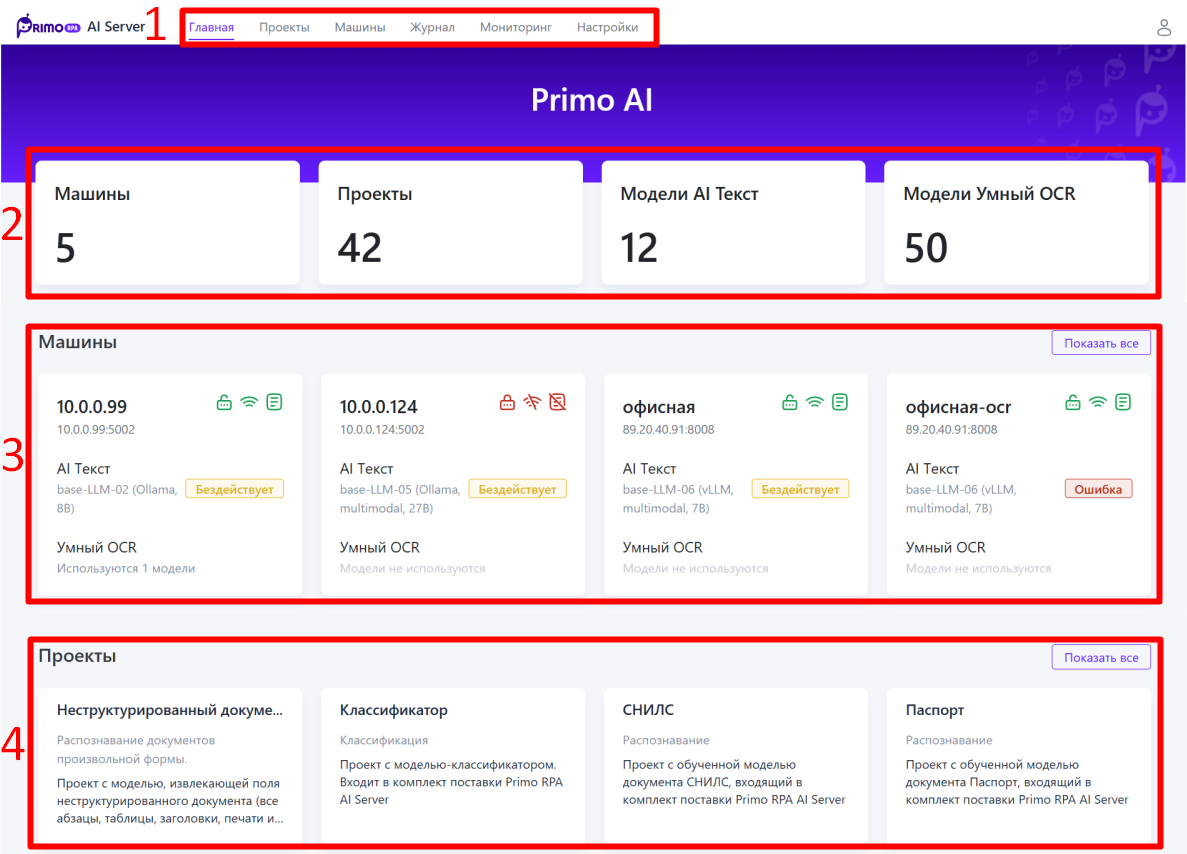 PRIMO RPA AI Server 1 Главная Проекты Машины Журнал Мониторинг Настройки
Primo AI
2
Машины Проекты Модели AI Текст Модели Умный OCR
5 42 12 50
3
Машины Показать все
10.0.0.99 10.0.0.124 офисная офисная-ocr
10.0.0.99:5002 10.0.0.124:5002 89.20.40.91:8008 89.20.40.91:8008
AI Текст AI Текст AI Текст AI Текст
base-LLM-02 (Ollama, Бездействует base-LLM-05 (Ollama, Бездействует base-LLM-06 (vLLM, Бездействует base-LLM-06 (vLLM, Ошибка
8B) multimodal, 27B) multimodal, 7B) multimodal, 7B)
Умный OCR Умный OCR Умный OCR Умный OCR
Используются 1 модели Модели не используются Модели не используются Модели не используются
4
Проекты Показать все
Неструктурированный докуме... Классификатор СНИЛС Паспорт
Распознавание документов Классификация Распознавание Распознавание
произвольной формы.
Проект с моделью, извлекающей поля Проект с моделью-классификатором. Проект с обученной моделью Проект с обученной моделью
неструктурированного документа (все Входит в комплект поставки Primo RPA документа СНИЛС, входящий в документа Паспорт, входящий в
абзацы, таблицы, заголовки, печати и... AI Server комплект поставки Primo RPA AI Server комплект поставки Primo RPA AI Server